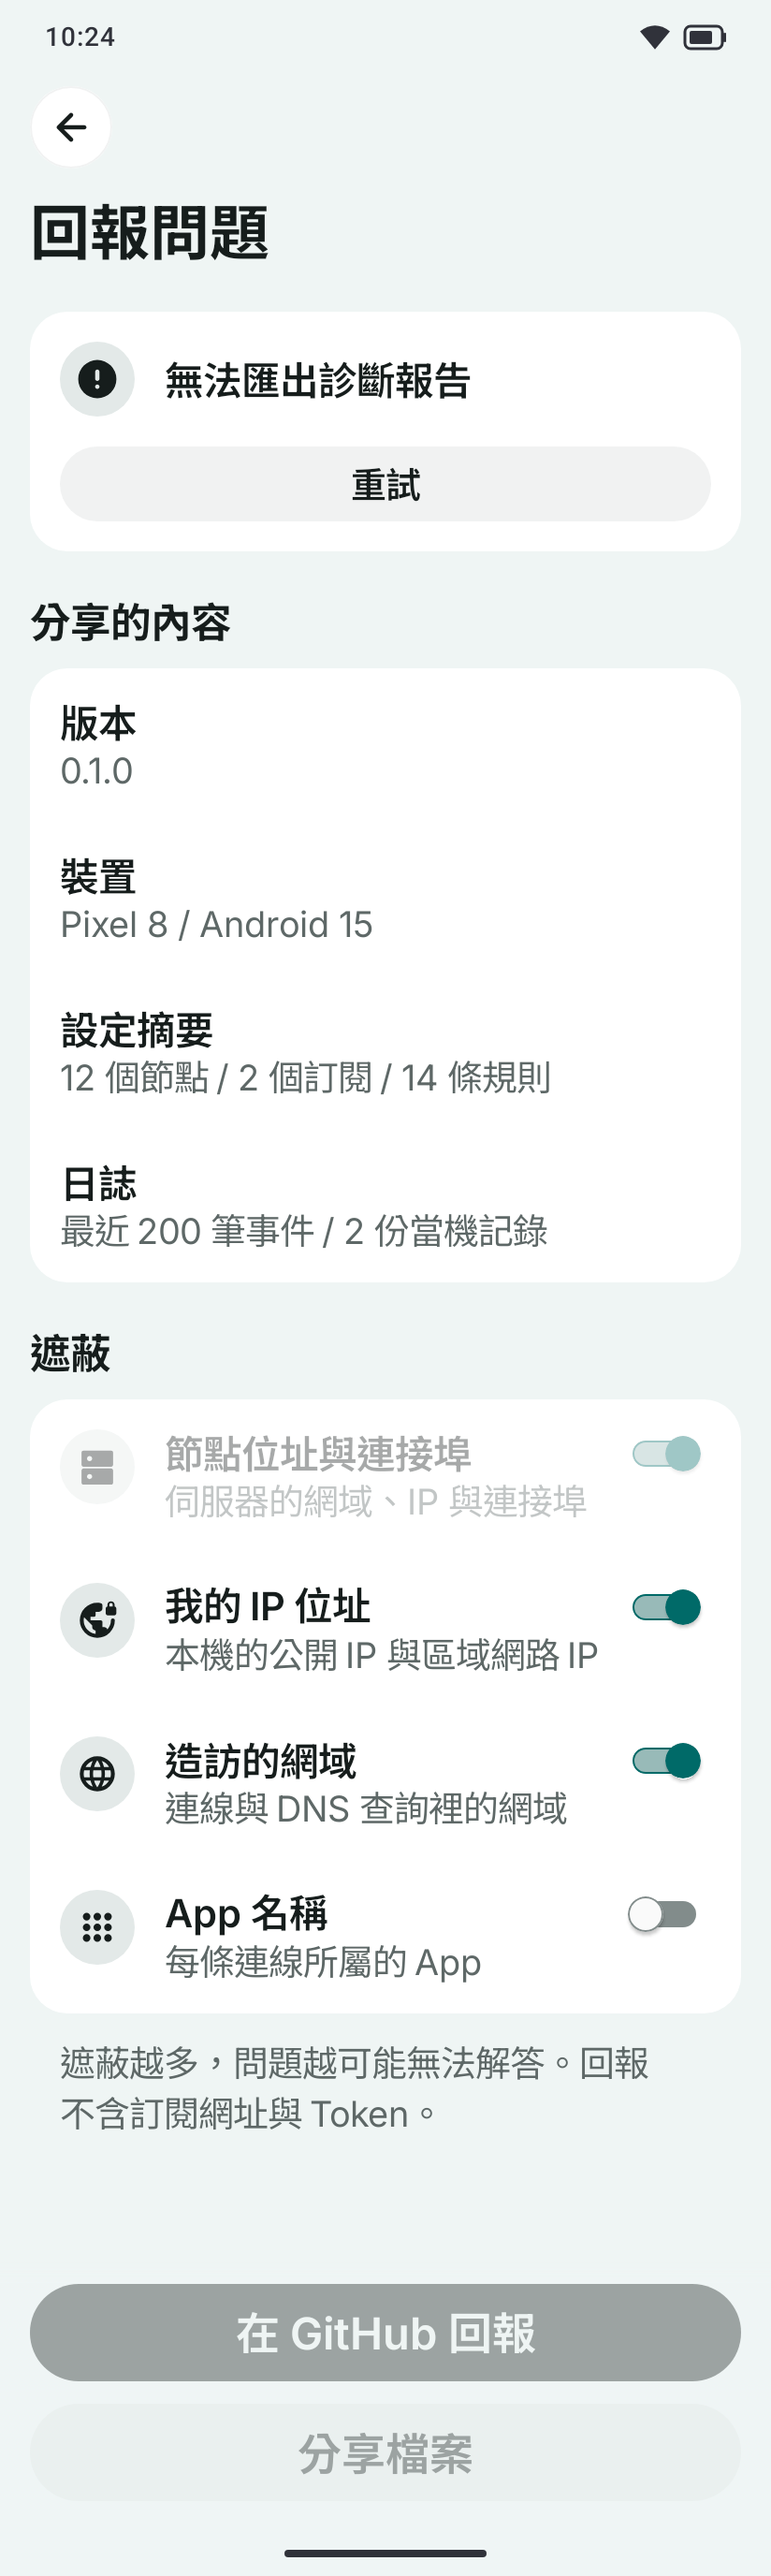 10:24
回報問題
無法匯出診斷報告
重試
分享的內容
版本
0.1.0
裝置
Pixel 8 / Android 15
設定摘要
12 個節點 / 2 個訂閱 / 14 條規則
日誌
最近 200 筆事件 / 2 份當機記錄
遮蔽
節點位址與連接埠
伺服器的網域、IP 與連接埠
我的 IP 位址
本機的公開 IP 與區域網路 IP
造訪的網域
連線與 DNS 查詢裡的網域
App 名稱
每條連線所屬的 App
遮蔽越多，問題越可能無法解答。回報
不含訂閱網址與 Token。
在 GitHub 回報
分享檔案